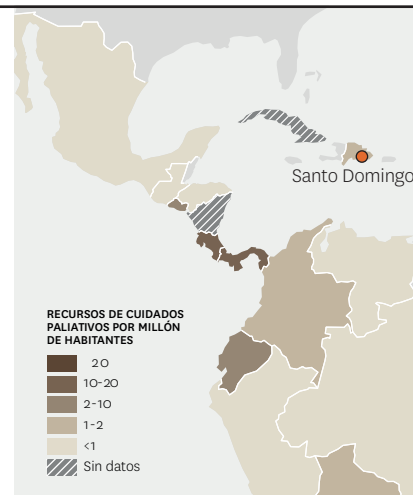 Santo Domingo
RECURSOS DE CUIDADOS
PALIATIVOS POR MILLÓN
DE HABITANTES
20
10-20
2-10
1-2
<1
Sin datos